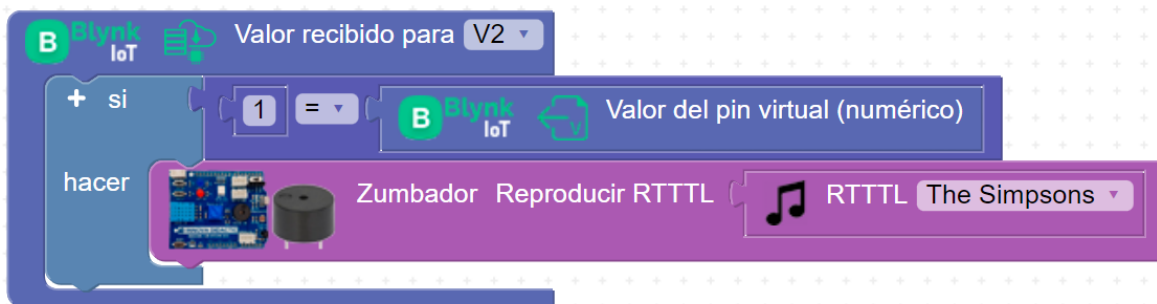 B Blynk IoT Valor recibido para V2
+ si 1 = B Blynk IoT V Valor del pin virtual (numérico)
hacer Zumbador Reproducir RTTTL RTTTL The Simpsons